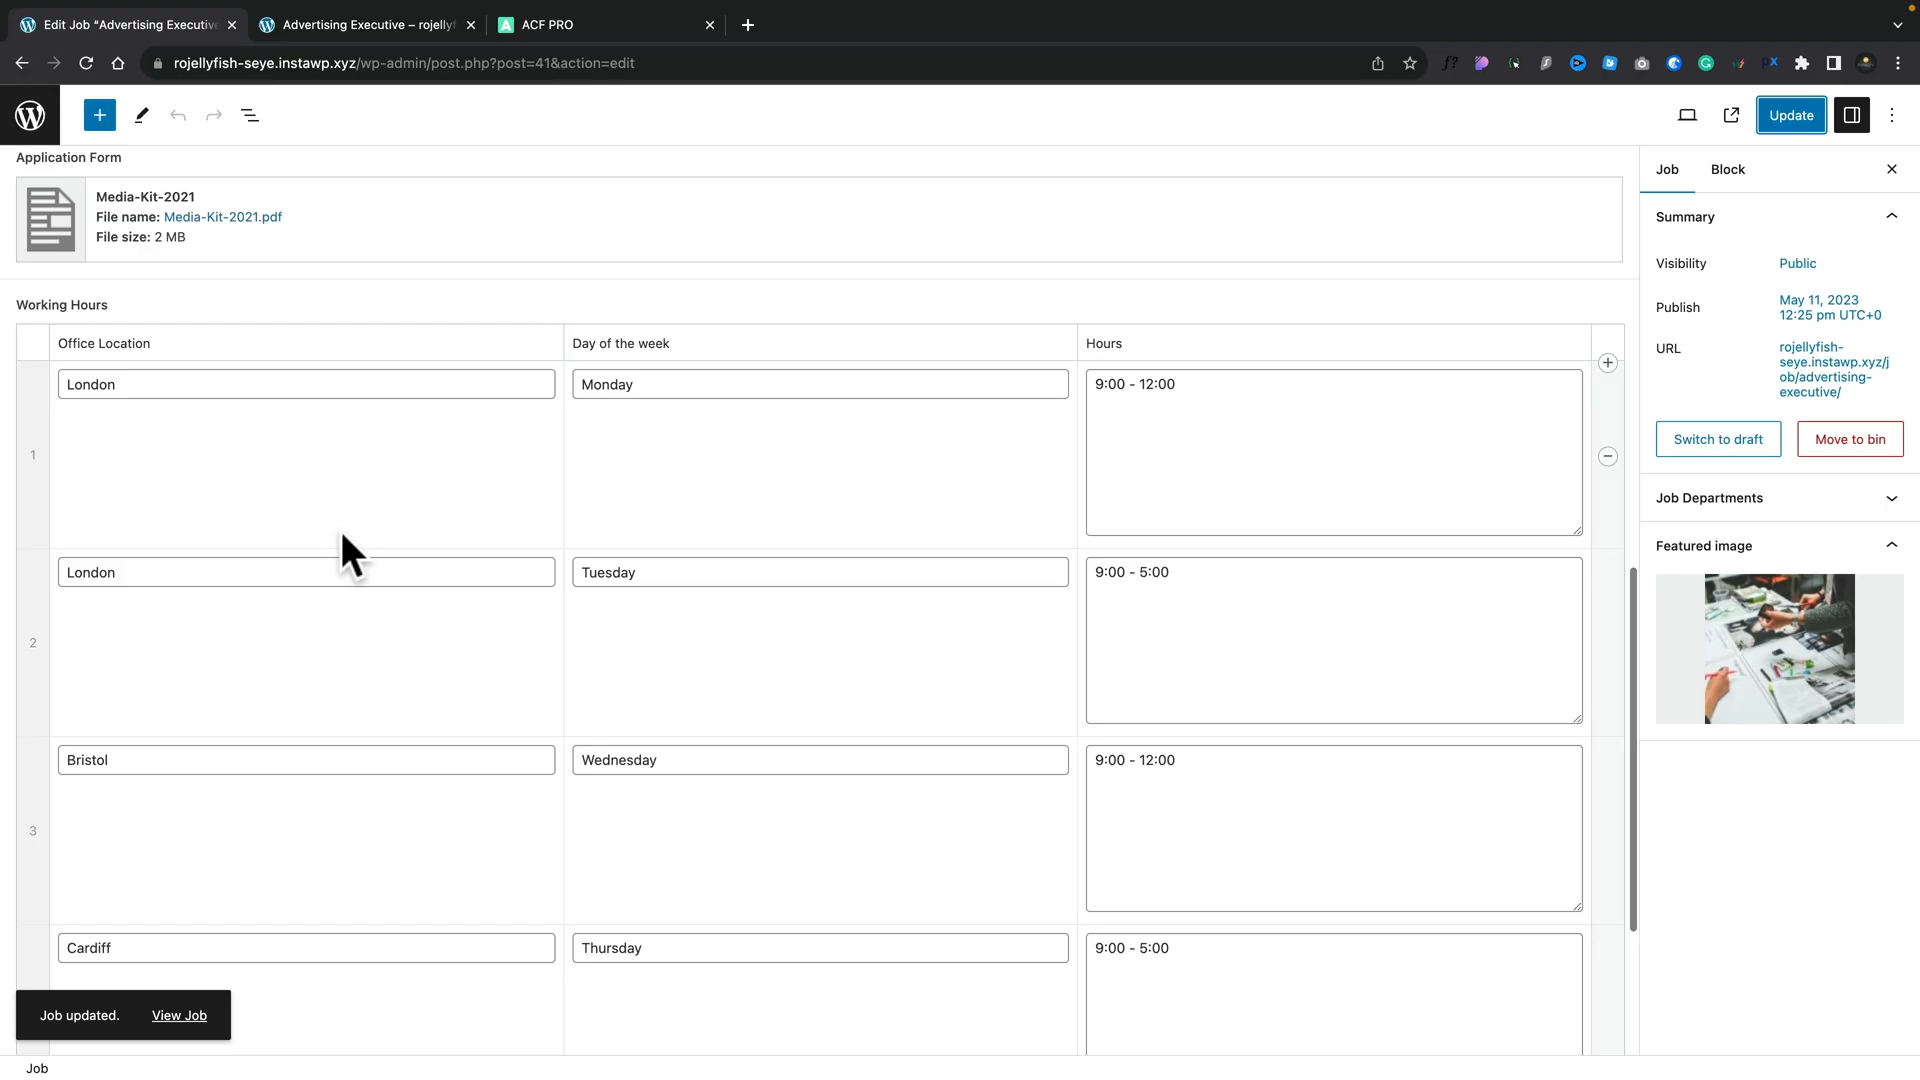 Edit Job “Advertising Executive
Advertising Executive – rojellyf
ACF PRO
rojellyfish-seye.instawp.xyz/wp-admin/post.php?post=41&action=edit
Update
Application Form
Media-Kit-2021
File name: Media-Kit-2021.pdf
File size: 2 MB
Working Hours
Office Location
Day of the week
Hours
1
London
Monday
9:00 - 12:00
2
London
Tuesday
9:00 - 5:00
3
Bristol
Wednesday
9:00 - 12:00
Cardiff
Thursday
9:00 - 5:00
Job updated.
View Job
Job
Job
Block
Summary
Visibility
Public
Publish
May 11, 2023
12:25 pm UTC+0
URL
rojellyfish-
seye.instawp.xyz/j
ob/advertising-
executive/
Switch to draft
Move to bin
Job Departments
Featured image